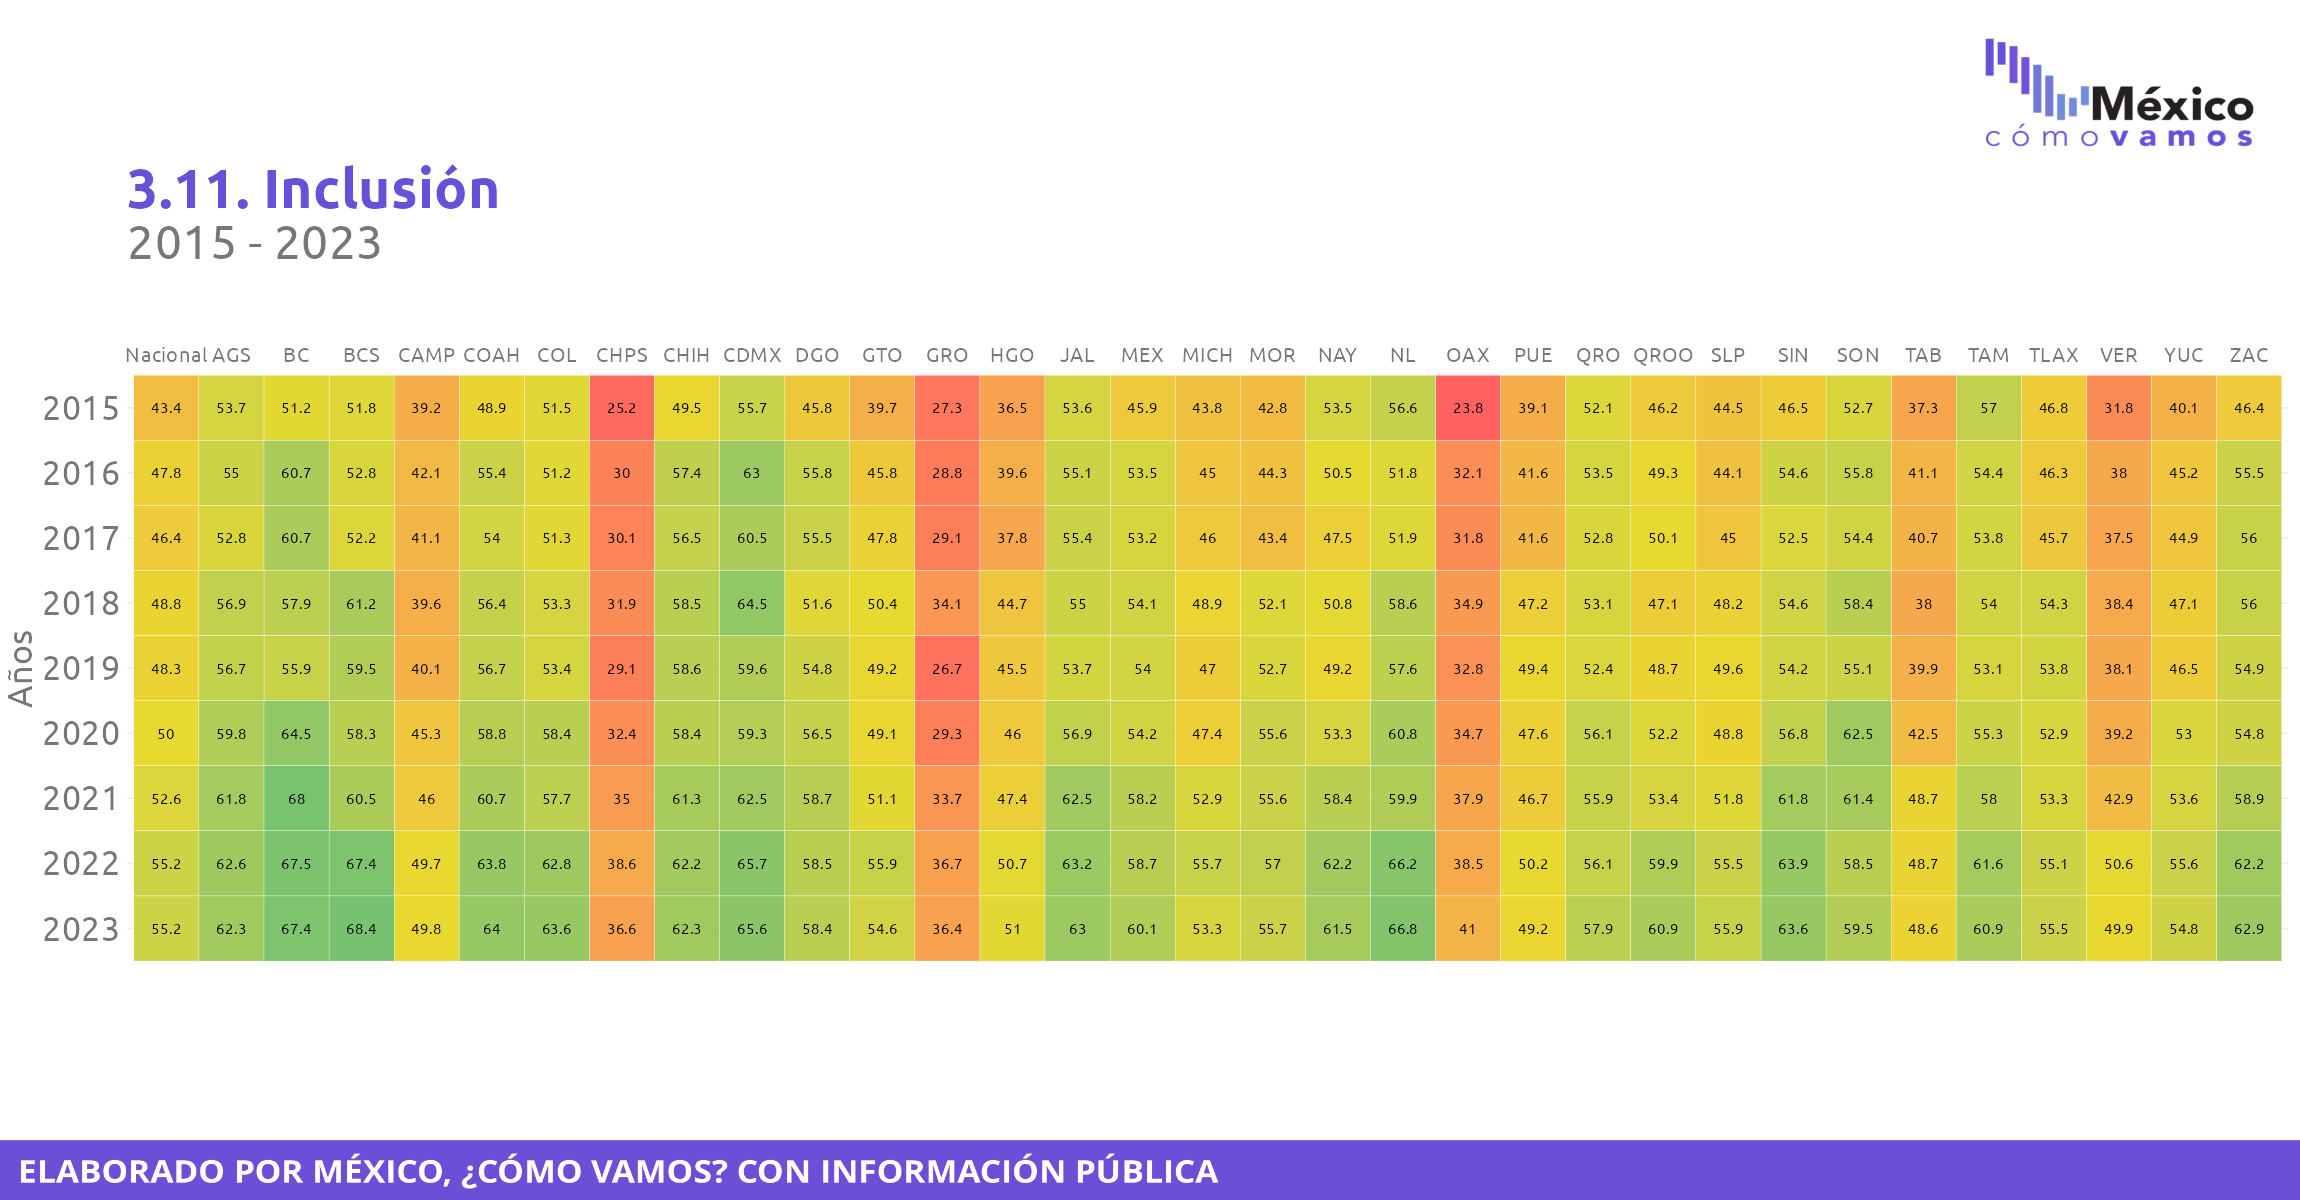 México
cómo vamos
3.11. Inclusión
2015 - 2023
Nacional AGS BC BCS CAMP COAH COL CHPS CHIH CDMX DGO GTO GRO HGO JAL MEX MICH MOR NAY NL OAX PUE QRO QROO SLP SIN SON TAB TAM TLAX VER YUC ZAC
2015 43.4 53.7 51.2 51.8 39.2 48.9 51.5 25.2 49.5 55.7 45.8 39.7 27.3 36.5 53.6 45.9 43.8 42.8 53.5 56.6 23.8 39.1 52.1 46.2 44.5 46.5 52.7 37.3 57 46.8 31.8 40.1 46.4
2016 47.8 55 60.7 52.8 42.1 55.4 51.2 30 57.4 63 55.8 45.8 28.8 39.6 55.1 53.5 45 44.3 50.5 51.8 32.1 41.6 53.5 49.3 44.1 54.6 55.8 41.1 54.4 46.3 38 45.2 55.5
2017 46.4 52.8 60.7 52.2 41.1 54 51.3 30.1 56.5 60.5 55.5 47.8 29.1 37.8 55.4 53.2 46 43.4 47.5 51.9 31.8 41.6 52.8 50.1 45 52.5 54.4 40.7 53.8 45.7 37.5 44.9 56
2018 48.8 56.9 57.9 61.2 39.6 56.4 53.3 31.9 58.5 64.5 51.6 50.4 34.1 44.7 55 54.1 48.9 52.1 50.8 58.6 34.9 47.2 53.1 47.1 48.2 54.6 58.4 38 54 54.3 38.4 47.1 56
2019 48.3 56.7 55.9 59.5 40.1 56.7 53.4 29.1 58.6 59.6 54.8 49.2 26.7 45.5 53.7 54 47 52.7 49.2 57.6 32.8 49.4 52.4 48.7 49.6 54.2 55.1 39.9 53.1 53.8 38.1 46.5 54.9
2020 50 59.8 64.5 58.3 45.3 58.8 58.4 32.4 58.4 59.3 56.5 49.1 29.3 46 56.9 54.2 47.4 55.6 53.3 60.8 34.7 47.6 56.1 52.2 48.8 56.8 62.5 42.5 55.3 52.9 39.2 53 54.8
2021 52.6 61.8 68 60.5 46 60.7 57.7 35 61.3 62.5 58.7 51.1 33.7 47.4 62.5 58.2 52.9 55.6 58.4 59.9 37.9 46.7 55.9 53.4 51.8 61.8 61.4 48.7 58 53.3 42.9 53.6 58.9
2022 55.2 62.6 67.5 67.4 49.7 63.8 62.8 38.6 62.2 65.7 58.5 55.9 36.7 50.7 63.2 58.7 55.7 57 62.2 66.2 38.5 50.2 56.1 59.9 55.5 63.9 58.5 48.7 61.6 55.1 50.6 55.6 62.2
2023 55.2 62.3 67.4 68.4 49.8 64 63.6 36.6 62.3 65.6 58.4 54.6 36.4 51 63 60.1 53.3 55.7 61.5 66.8 41 49.2 57.9 60.9 55.9 63.6 59.5 48.6 60.9 55.5 49.9 54.8 62.9
Años
ELABORADO POR MÉXICO, ¿CÓMO VAMOS? CON INFORMACIÓN PÚBLICA